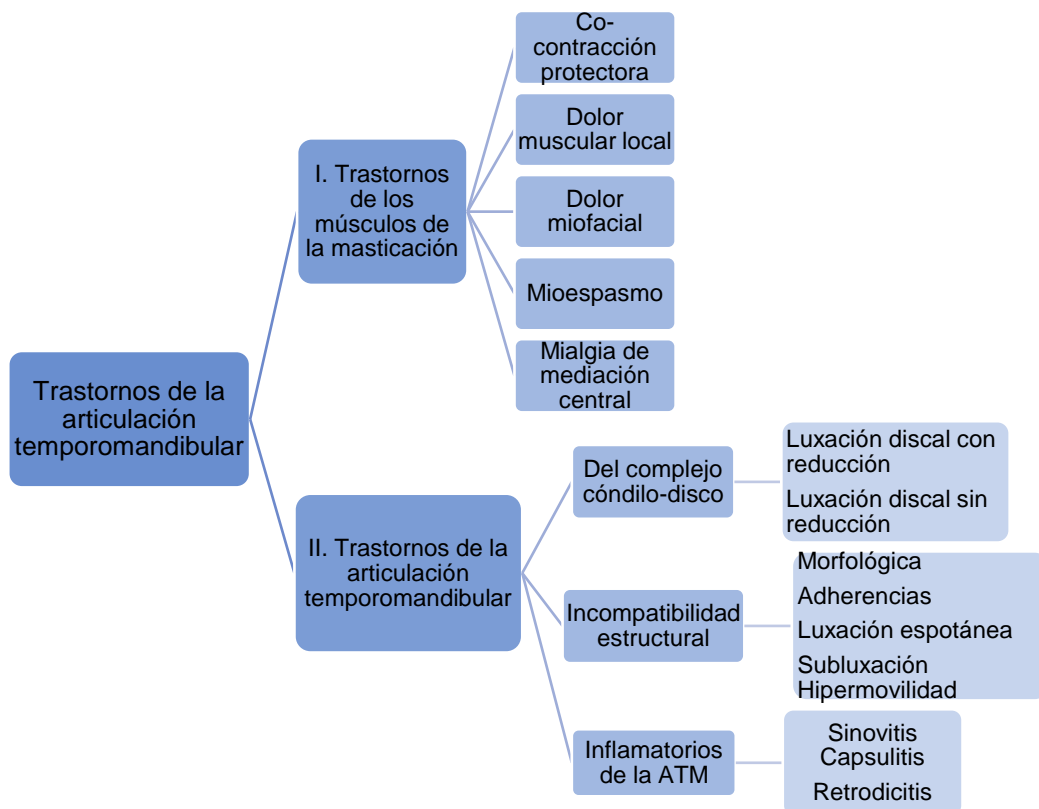 Trastornos de la
articulación
temporomandibular
I. Trastornos
de los
músculos de
la masticación
Co-
contracción
protectora
Dolor
muscular local
Dolor
miofacial
Mioespasmo
Mialgia de
mediación
central
II. Trastornos de la
articulación
temporomandibular
Del complejo
cóndilo-disco
Luxación discal con
reducción
Luxación discal sin
reducción
Incompatibilidad
estructural
Morfológica
Adherencias
Luxación espotánea
Subluxación
Hipermovilidad
Inflamatorios
de la ATM
Sinovitis
Capsulitis
Retrodicitis